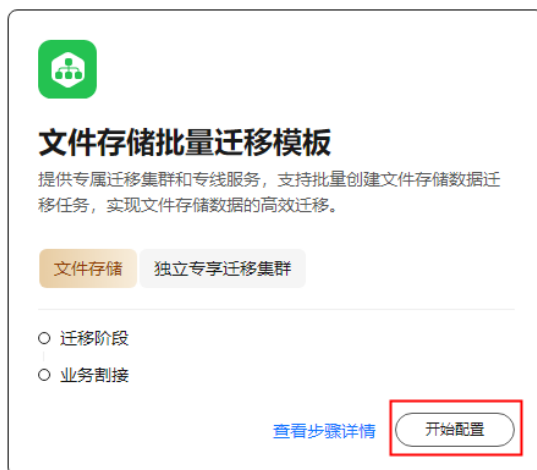 文件存储批量迁移模板
提供专属迁移集群和专线服务，支持批量创建文件存储数据迁
移任务，实现文件存储数据的高效迁移。
文件存储 独立专享迁移集群
迁移阶段
业务割接
查看步骤详情 开始配置